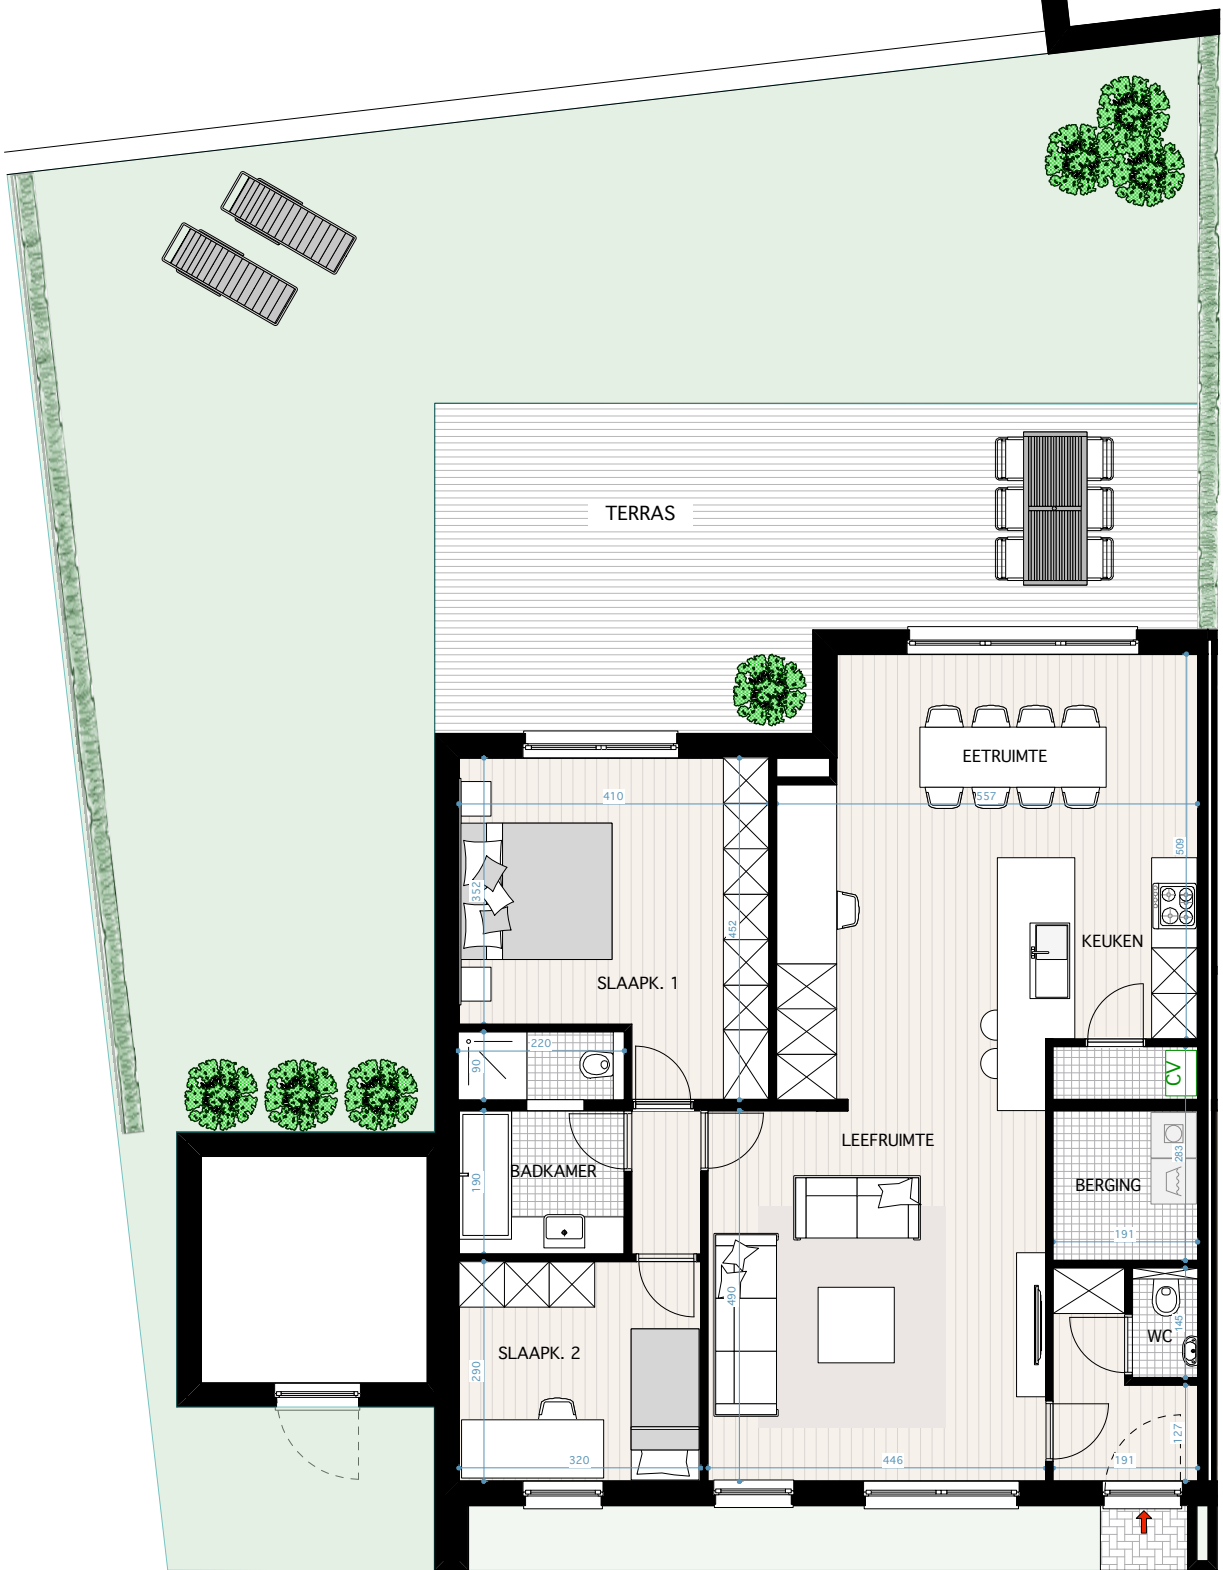 TERRAS
EETRUIMTE
410
557
509
352
452
KEUKEN
SLAAPK. 1
220
90
CV
LEEFRUIMTE
283
BADKAMER
190
BERGING
191
490
145
WC
SLAAPK. 2
290
127
320
446
191